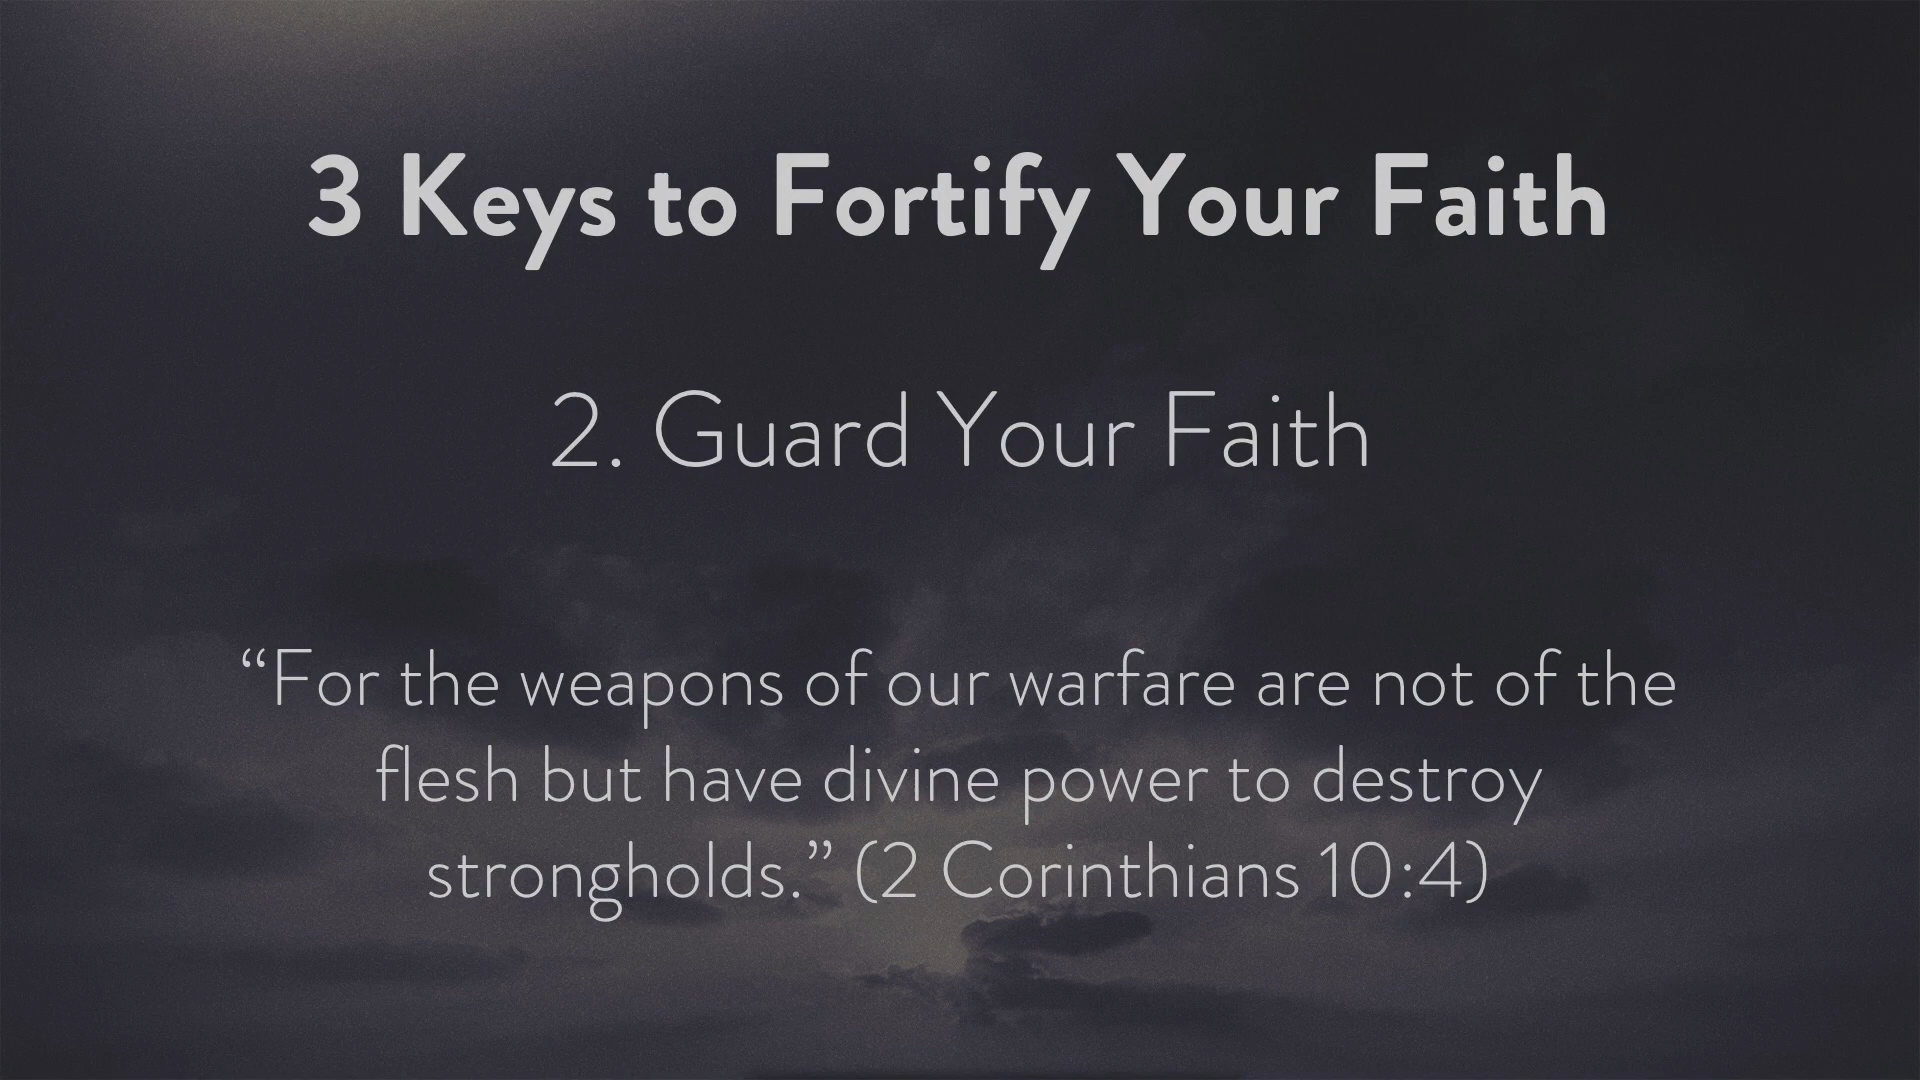 3 Keys to Fortify Your Faith
2. Guard Your Faith
“For the weapons of our warfare are not of the
flesh but have divine power to destroy
strongholds.” (2 Corinthians 10:4)